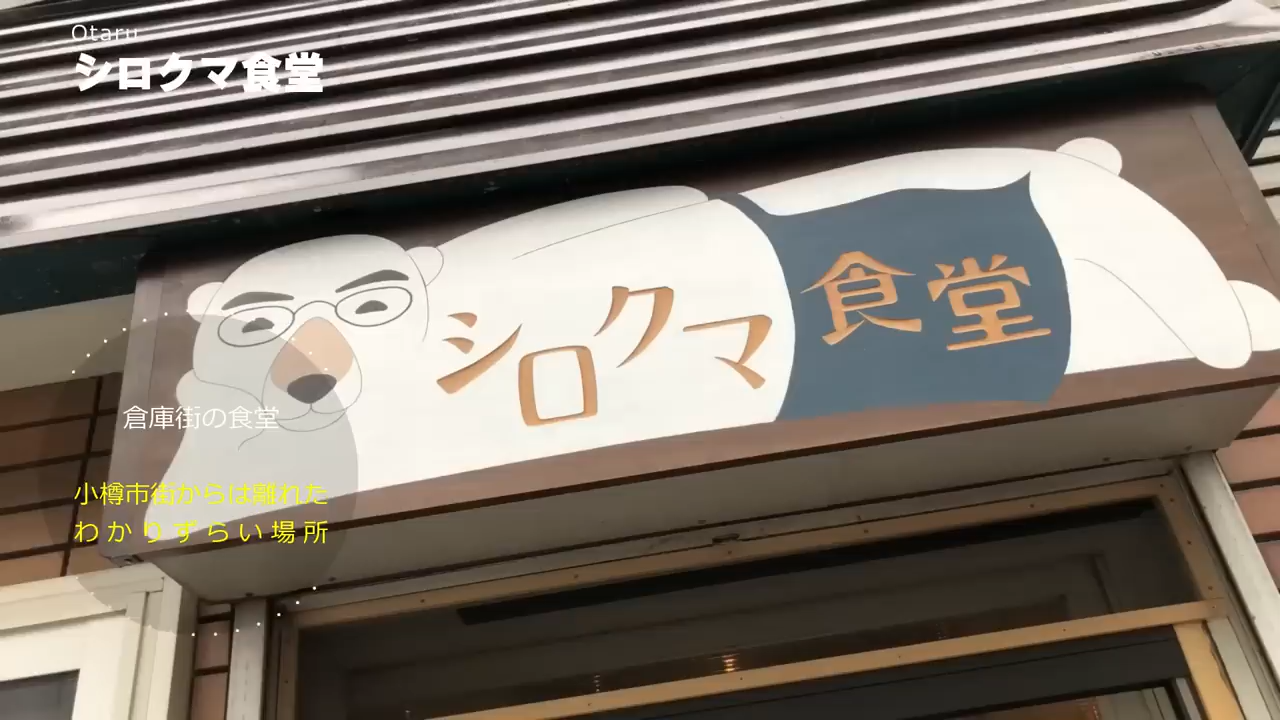 Otaru
シロクマ食堂
シロクマ食堂
倉庫街の食堂
小樽市街からは離れた
わかりずらい場所